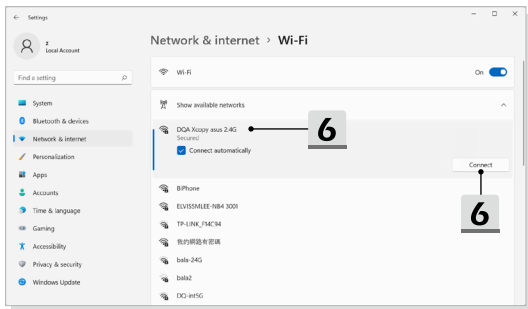 Settings
Network & internet > Wi-Fi
z
Local Account
Find a setting
System
Bluetooth & devices
Network & internet
Personalization
Apps
Accounts
Time & language
Gaming
Accessibility
Privacy & security
Windows Update
Wi-Fi
On
Show available networks
DQA Xcopy asus 2.4G
6
Secured
Connect automatically
Connect
6
BiPhone
ELVISSMLEE-NB4 3001
TP-LINK_F14C94
我的網路有密碼
bala-24G
bala2
DQ-int5G